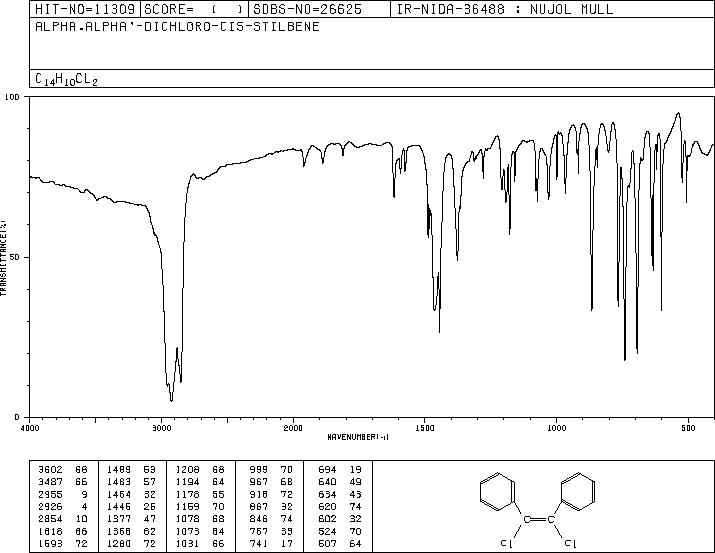 HIT-NO=11309 SCORE= ( ) SDBS-NO=26625 IR-NIDA-36488 : NUJOL MULL
ALPHA.ALPHA'-DICHLORO-CIS-STILBENE
C14H10CL2
100
50
0
TRANSMITTANCE(%)
4000 3000 2000 1500 1000 500
WAVENUMBER(-1)
3602 68 1489 53 1208 68 999 70 694 19
3487 66 1483 57 1194 64 967 68 640 49
2955 9 1464 32 1178 55 918 72 634 43
2926 4 1446 26 1159 70 867 32 620 74
2854 10 1377 47 1078 68 846 74 602 32
1616 66 1368 62 1073 64 767 33 524 70
1593 72 1280 72 1031 66 741 17 507 64
Cl Cl
C C